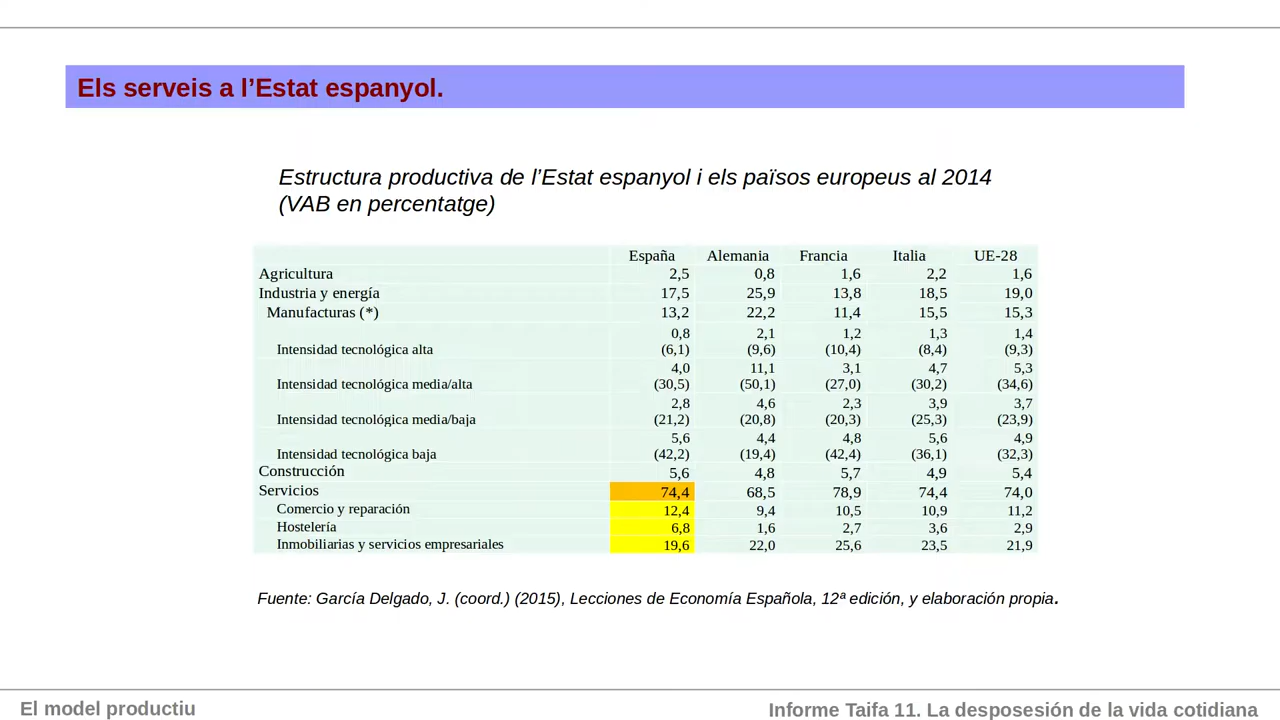 Els serveis a l’Estat espanyol.
Estructura productiva de l’Estat espanyol i els països europeus al 2014
(VAB en percentatge)
España Alemania Francia Italia UE-28
Agricultura 2,5 0,8 1,6 2,2 1,6
Industria y energía 17,5 25,9 13,8 18,5 19,0
Manufacturas (*) 13,2 22,2 11,4 15,5 15,3
0,8 2,1 1,2 1,3 1,4
Intensidad tecnológica alta (6,1) (9,6) (10,4) (8,4) (9,3)
4,0 11,1 3,1 4,7 5,3
Intensidad tecnológica media/alta (30,5) (50,1) (27,0) (30,2) (34,6)
2,8 4,6 2,3 3,9 3,7
Intensidad tecnológica media/baja (21,2) (20,8) (20,3) (25,3) (23,9)
5,6 4,4 4,8 5,6 4,9
Intensidad tecnológica baja (42,2) (19,4) (42,4) (36,1) (32,3)
Construcción 5,6 4,8 5,7 4,9 5,4
Servicios 74,4 68,5 78,9 74,4 74,0
Comercio y reparación 12,4 9,4 10,5 10,9 11,2
Hostelería 6,8 1,6 2,7 3,6 2,9
Inmobiliarias y servicios empresariales 19,6 22,0 25,6 23,5 21,9
Fuente: García Delgado, J. (coord.) (2015), Lecciones de Economía Española, 12ª edición, y elaboración propia.
El model productiu
Informe Taifa 11. La desposesión de la vida cotidiana